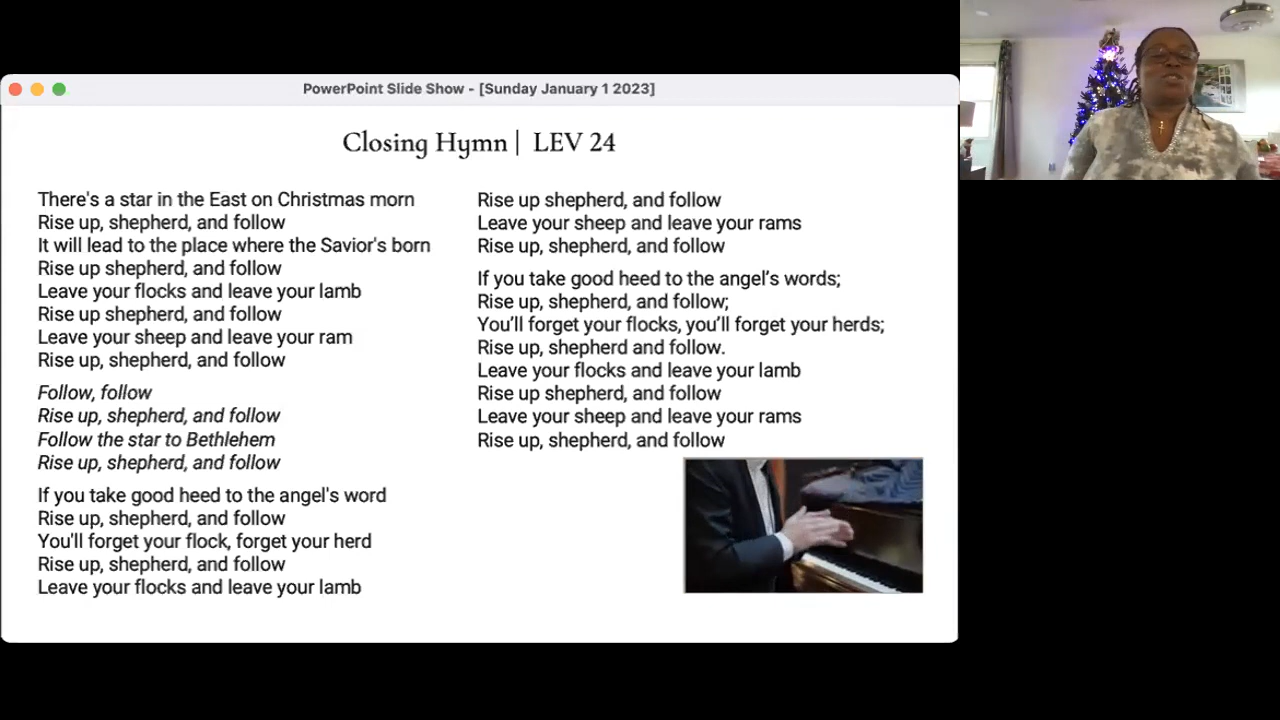 PowerPoint Slide Show - [Sunday January 1 2023]
Closing Hymn | LEV 24
There's a star in the East on Christmas morn
Rise up, shepherd, and follow
It will lead to the place where the Savior's born
Rise up shepherd, and follow
Leave your flocks and leave your lamb
Rise up shepherd, and follow
Leave your sheep and leave your ram
Rise up, shepherd, and follow
Follow, follow
Rise up, shepherd, and follow
Follow the star to Bethlehem
Rise up, shepherd, and follow
If you take good heed to the angel's word
Rise up, shepherd, and follow
You'll forget your flock, forget your herd
Rise up, shepherd, and follow
Leave your flocks and leave your lamb
Rise up shepherd, and follow
Leave your sheep and leave your rams
Rise up, shepherd, and follow
If you take good heed to the angel’s words;
Rise up, shepherd, and follow;
You’ll forget your flocks, you’ll forget your herds;
Rise up, shepherd and follow.
Leave your flocks and leave your lamb
Rise up shepherd, and follow
Leave your sheep and leave your rams
Rise up, shepherd, and follow